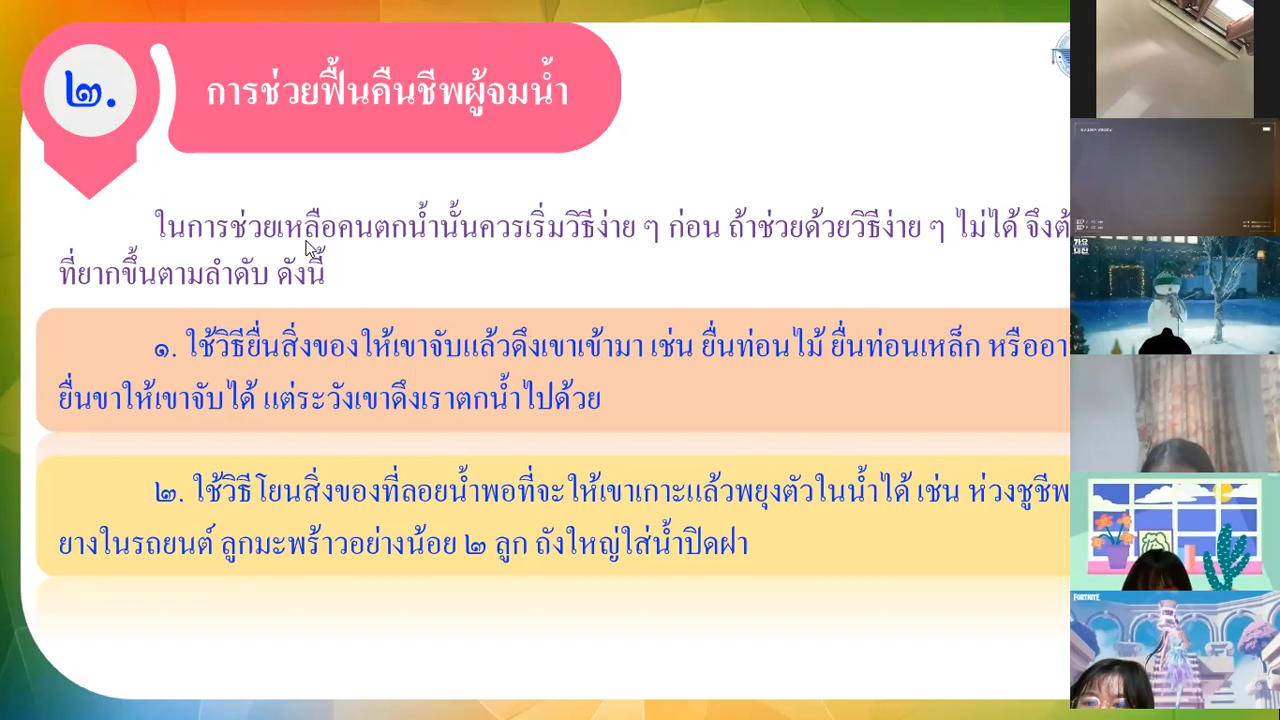 ๒.
การช่วยฟื้นคืนชีพผู้จมน้ำ
ในการช่วยเหลือคนตกน้ำนั้นควรเริ่มวิธีง่าย ๆ ก่อน ถ้าช่วยด้วยวิธีง่าย ๆ ไม่ได้
ที่ยากขึ้นตามลำดับ ดังนี้
๑. ใช้วิธียื่นสิ่งของให้เขาจับแล้วดึงเขาเข้ามา เช่น ยื่นท่อนไม้ ยื่นท่อนเหล็ก
ยื่นขาให้เขาจับได้ แต่ระวังเขาดึงเราตกน้ำไปด้วย
๒. ใช้วิธีโยนสิ่งของที่ลอยน้ำพอที่จะให้เขาเกาะแล้วพยุงตัวในน้ำได้ เช่น ห่วงชูชีพ
ยางในรถยนต์ ลูกมะพร้าวอย่างน้อย ๒ ลูก ถังใหญ่ใส่น้ำปิดฝา
가요
대전
FORTNITE